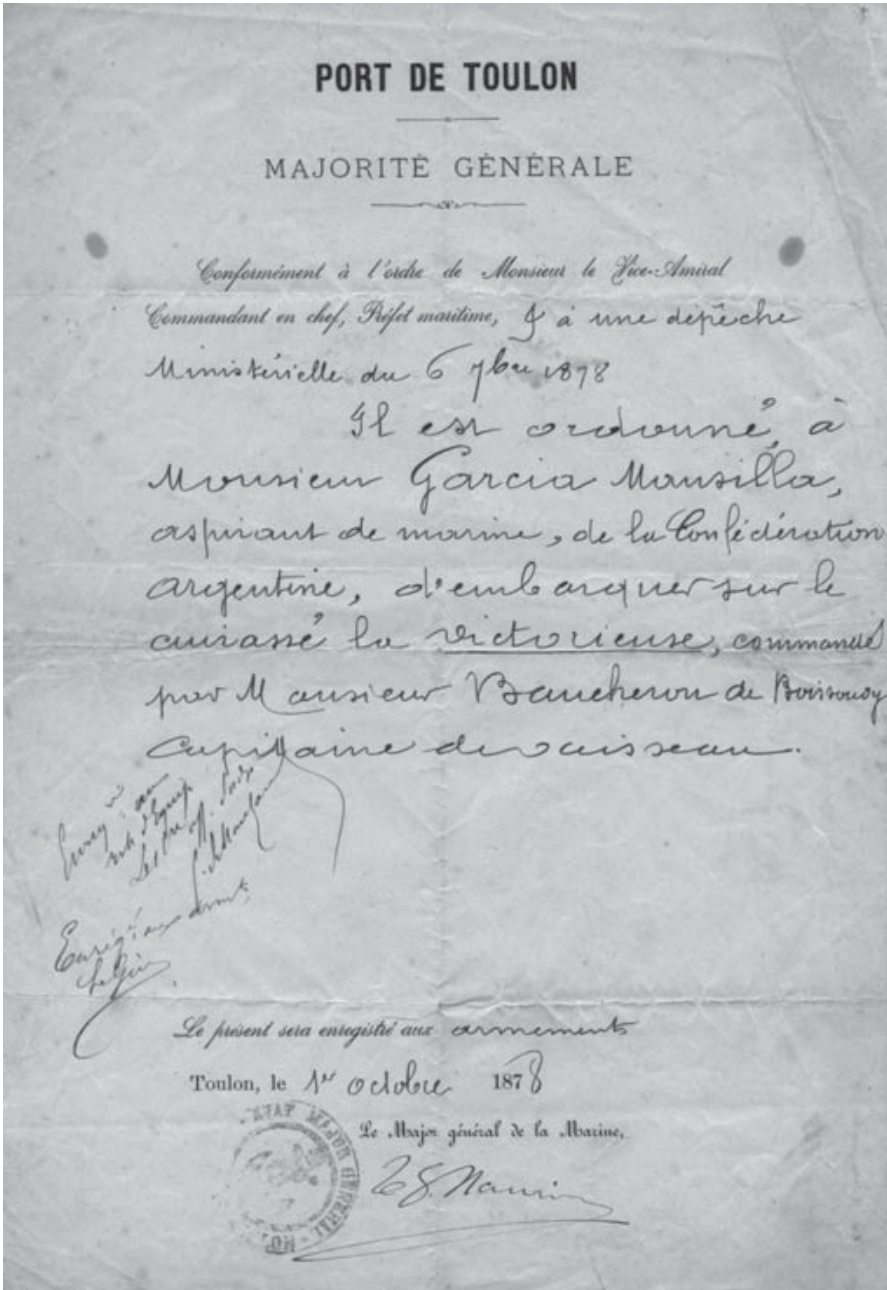 PORT DE TOULON
MAJORITÉ GÉNÉRALE
Conformément à l'ordre de Monsieur le Vice-Amiral
Commandant en chef, Préfet maritime, & à une dépêche
Ministérielle du 6 7bre 1878
Il est ordonné à
Monsieur Garcia Mansilla,
aspirant de marine, de la Confédération
Argentine, d'embarquer sur le
cuirassé la Victorieuse, commandé
par Monsieur Baucheron de Boissoudy
Capitaine de vaisseau.
Le présent sera enregistré aux armements
Toulon, le 1er octobre 1878
Le Major général de la Marine,
ETAT MAJOR GENERAL